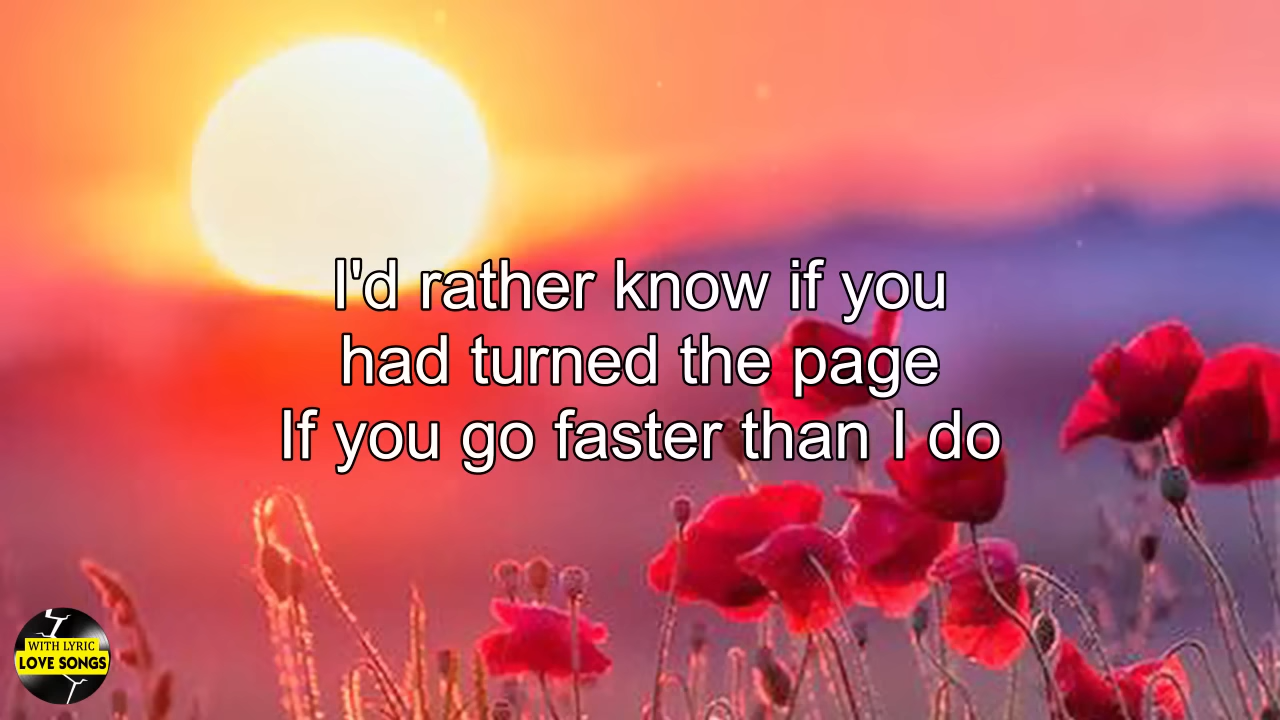 I'd rather know if you
had turned the page
If you go faster than I do
WITH LYRIC
LOVE SONGS